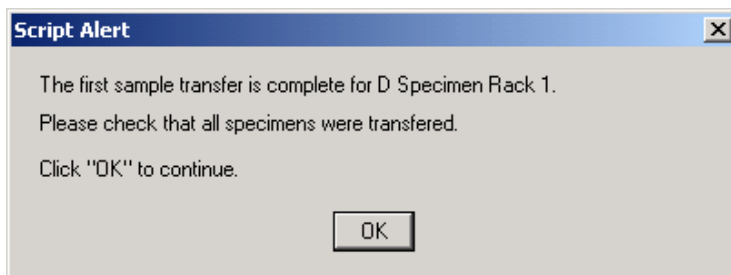 Script Alert
The first sample transfer is complete for D Specimen Rack 1.
Please check that all specimens were transfered.
Click "OK" to continue.
OK